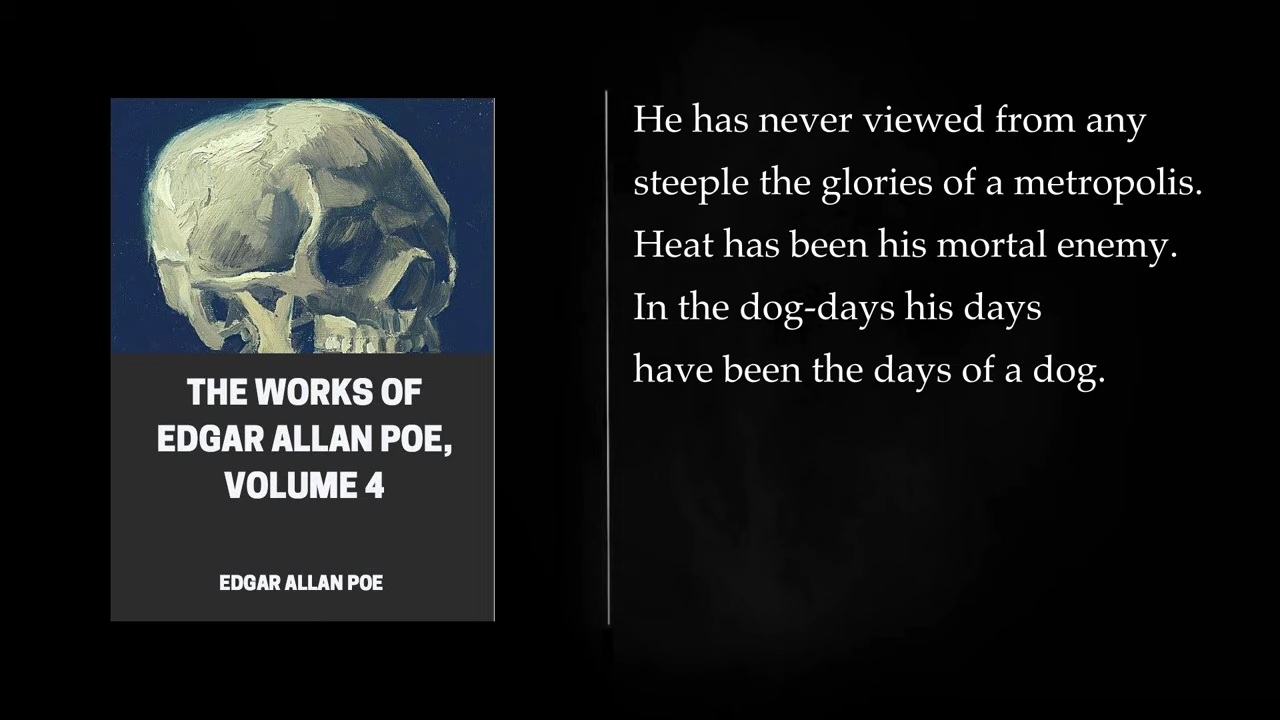 THE WORKS OF
EDGAR ALLAN POE,
VOLUME 4
EDGAR ALLAN POE
He has never viewed from any
steeple the glories of a metropolis.
Heat has been his mortal enemy.
In the dog-days his days
have been the days of a dog.